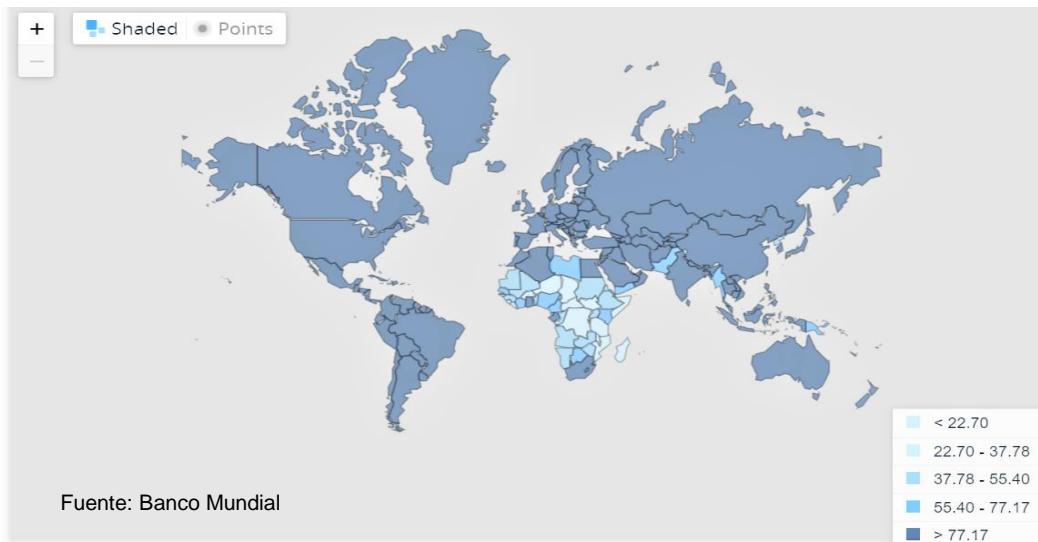 +
Shaded
Points
−
< 22.70
22.70 - 37.78
37.78 - 55.40
55.40 - 77.17
> 77.17
Fuente: Banco Mundial